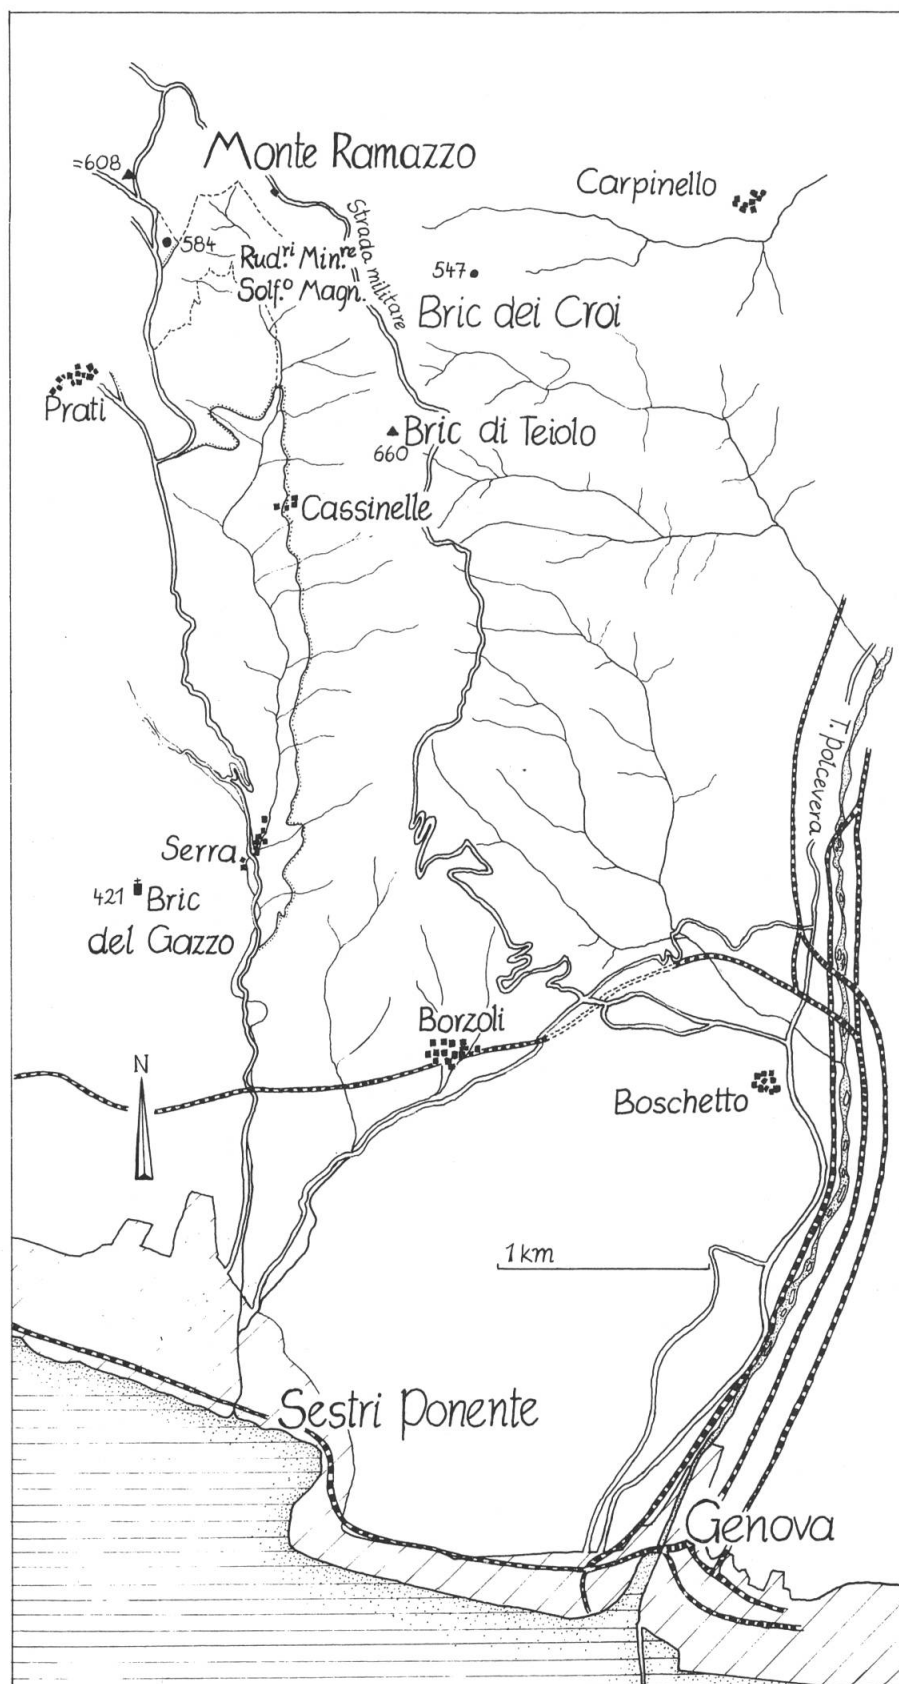 Monte Ramazzo
=608
Carpinello
584
Rud.ri Min.re =
Solf.o Magn.
Strada militare
547
Bric dei Croi
Prati
Bric di Teiolo
660
Cassinelle
T. Polcevera
Serra
421 Bric
del Gazzo
Borzoli
N
Boschetto
1 km
Sestri Ponente
Genova